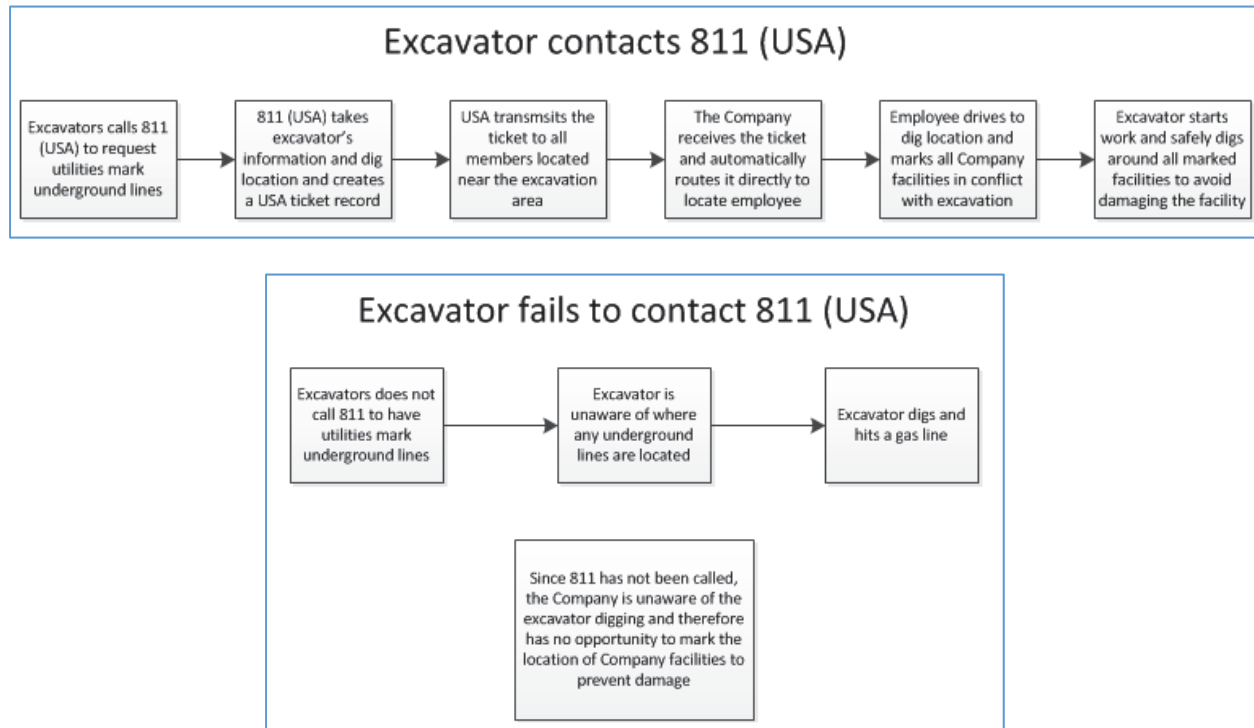 Excavator contacts 811 (USA)
Excavators calls 811
(USA) to request
utilities mark
underground lines
811 (USA) takes
excavator's
information and dig
location and creates
a USA ticket record
USA transmsits the
ticket to all
members located
near the excavation
area
The Company
receives the ticket
and automatically
routes it directly to
locate employee
Employee drives to
dig location and
marks all Company
facilities in conflict
with excavation
Excavator starts
work and safely digs
around all marked
facilities to avoid
damaging the facility
Excavator fails to contact 811 (USA)
Excavators does not
call 811 to have
utilities mark
underground lines
Excavator is
unaware of where
any underground
lines are located
Excavator digs and
hits a gas line
Since 811 has not been called,
the Company is unaware of the
excavator digging and therefore
has no opportunity to mark the
location of Company facilities to
prevent damage